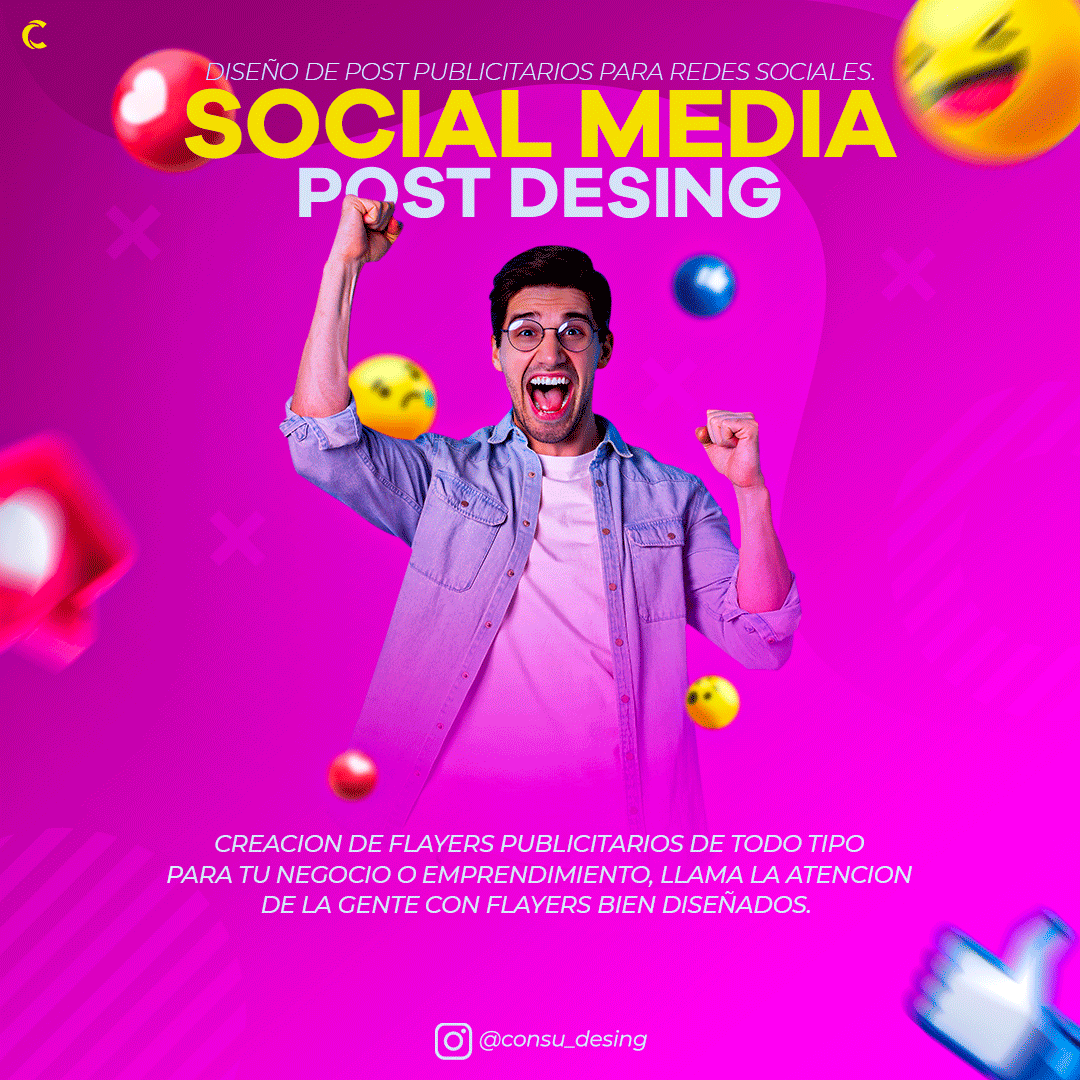 DISEÑO DE POST PUBLICITARIOS PARA REDES SOCIALES.
SOCIAL MEDIA
POST DESING
CREACION DE FLAYERS PUBLICITARIOS DE TODO TIPO
PARA TU NEGOCIO O EMPRENDIMIENTO, LLAMA LA ATENCION
DE LA GENTE CON FLAYERS BIEN DISEÑADOS.
@consu_desing